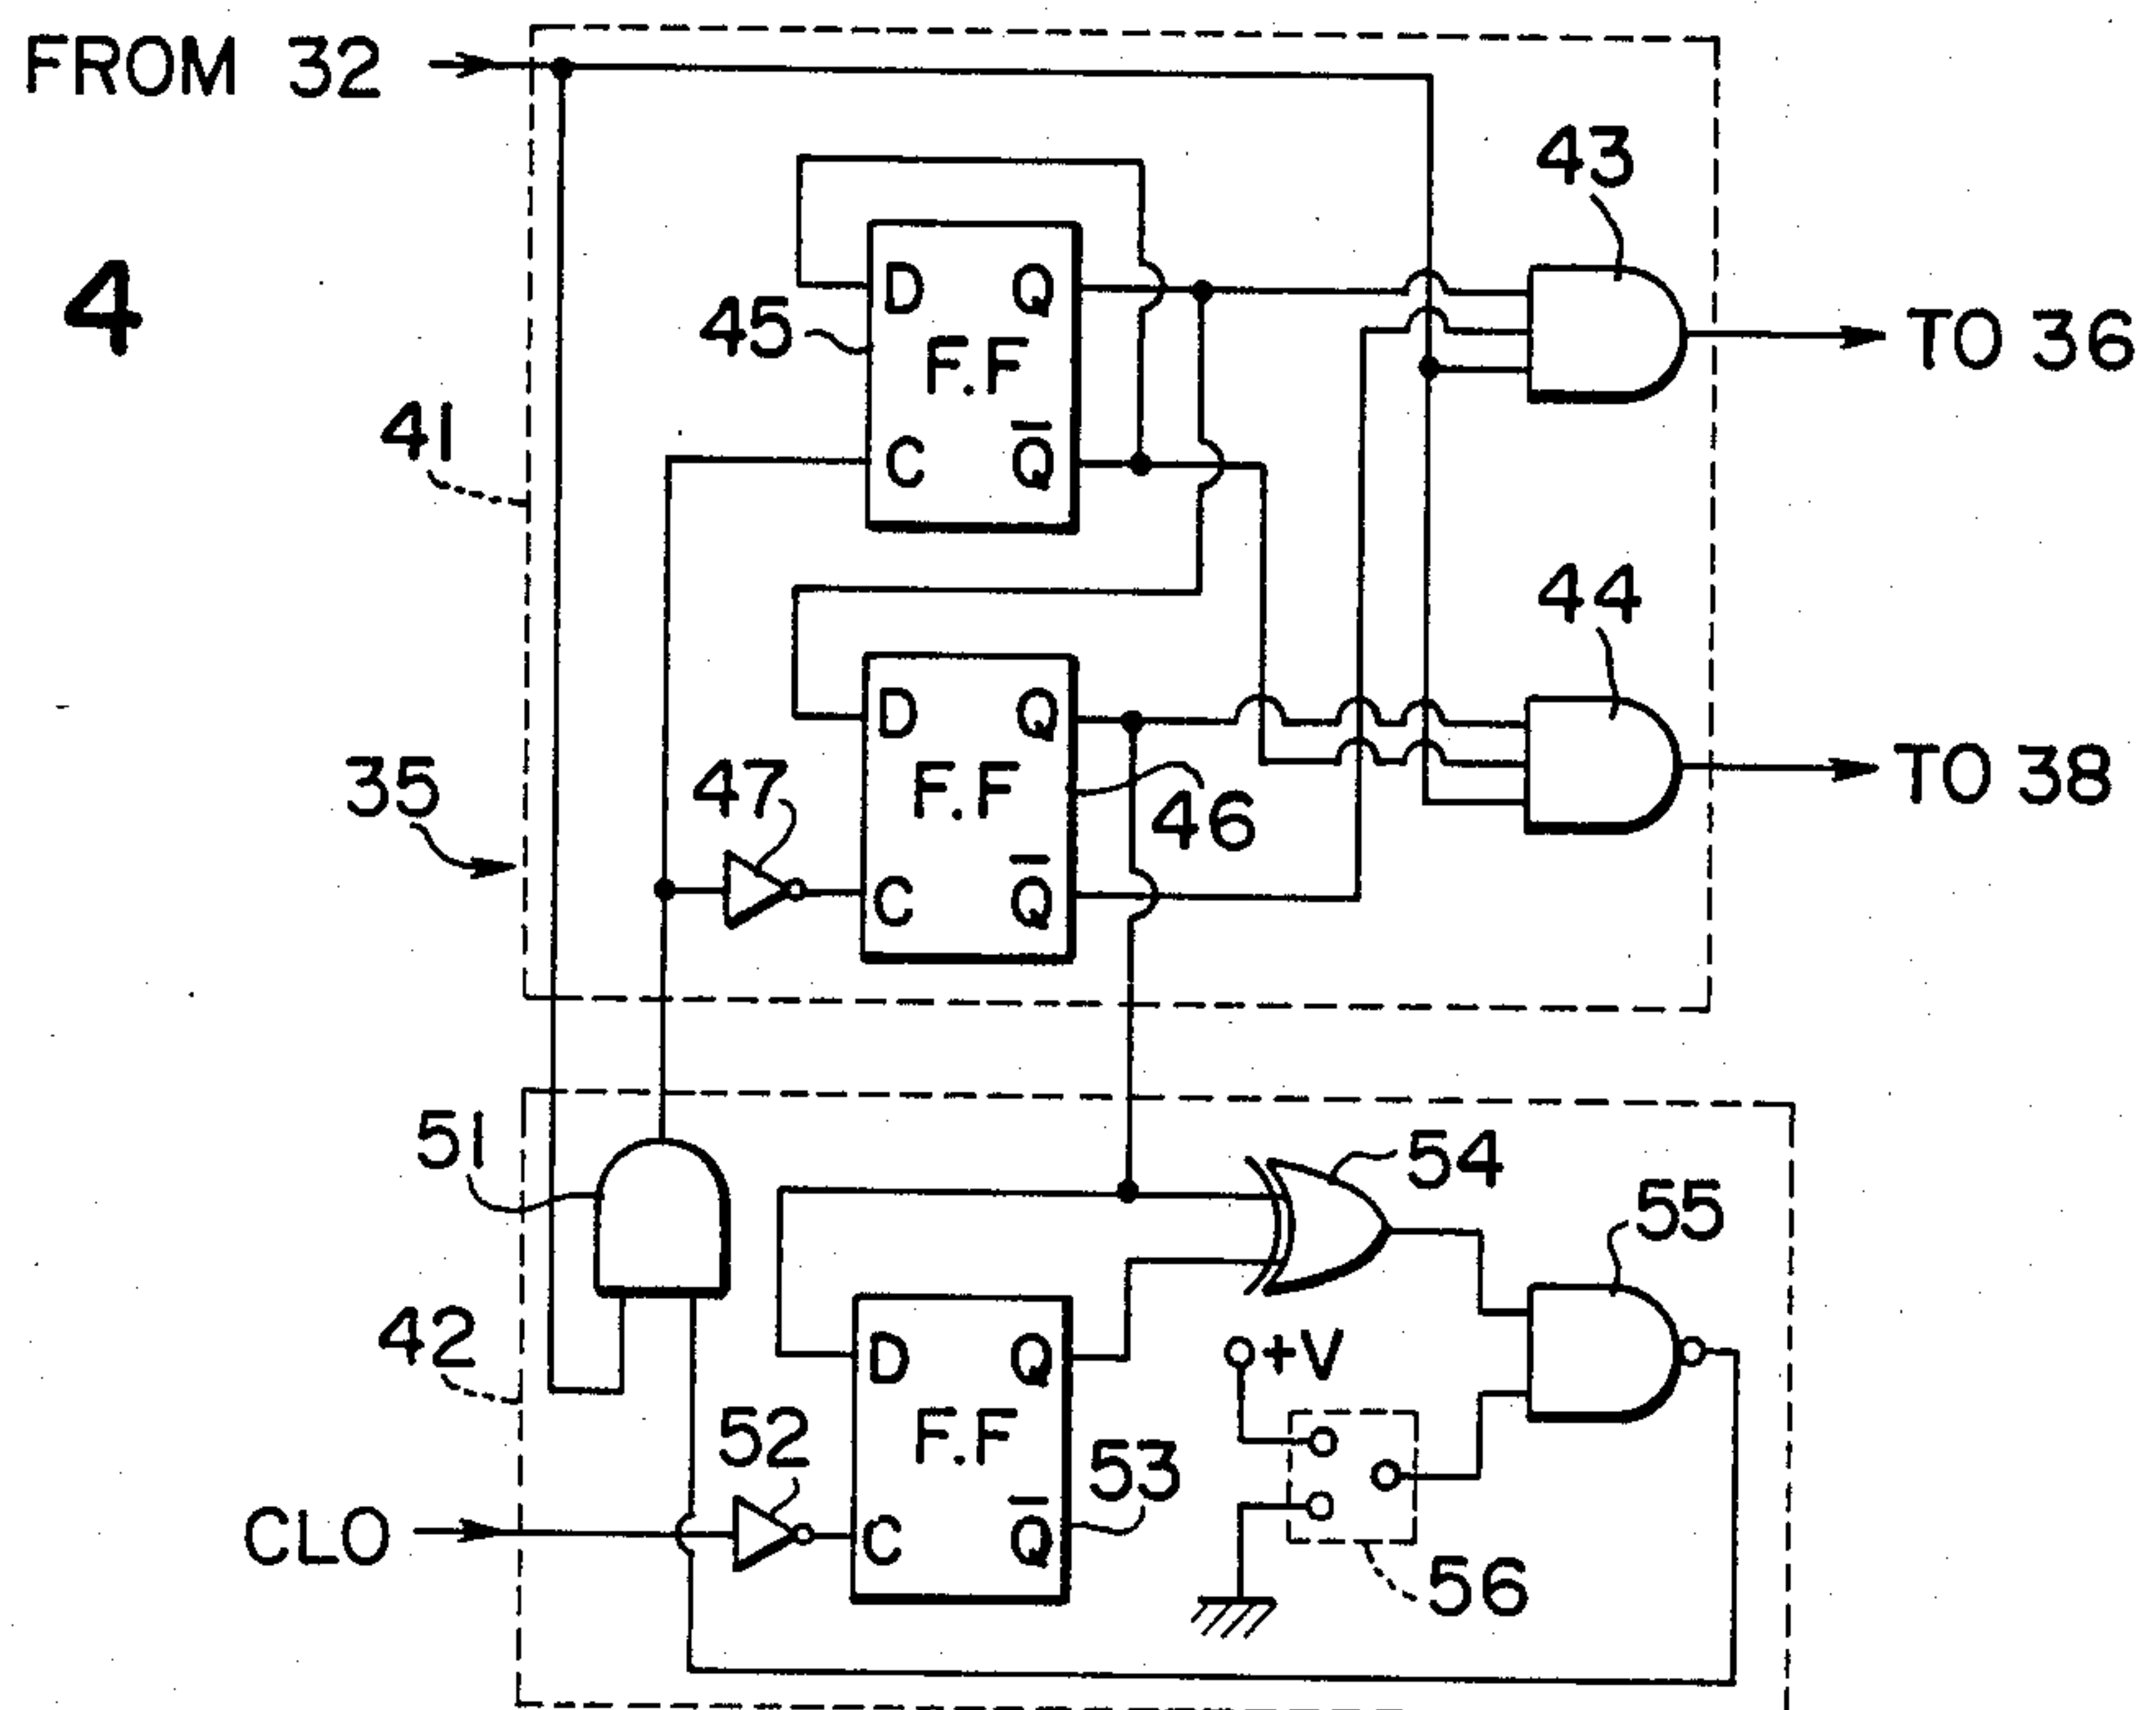 FROM 32
4
43
45
D Q
F.F
C Q̅
TO 36
41
44
35
47
D Q
F.F
46
C Q̅
TO 38
51
54
55
42
+V
D Q
F.F
52
53
C Q̅
CLO
56